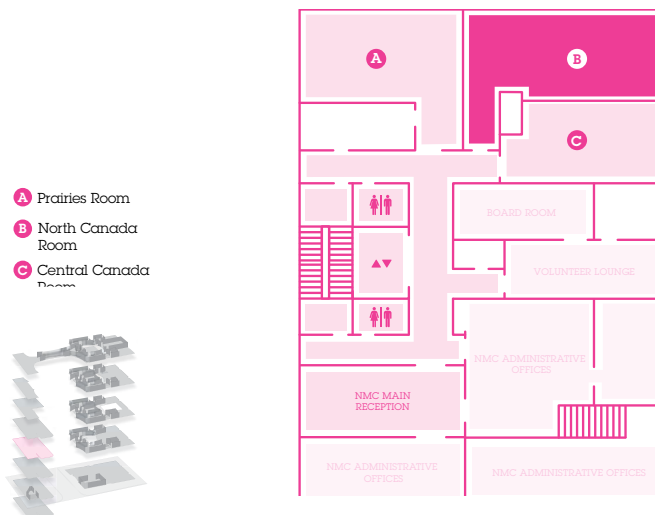 A
B
A Prairies Room
B North Canada
Room
C Central Canada
Room
C
BOARD ROOM
VOLUNTEER LOUNGE
NMC ADMINISTRATIVE
OFFICES
NMC MAIN
RECEPTION
NMC ADMINISTRATIVE
OFFICES
NMC ADMINISTRATIVE OFFICES